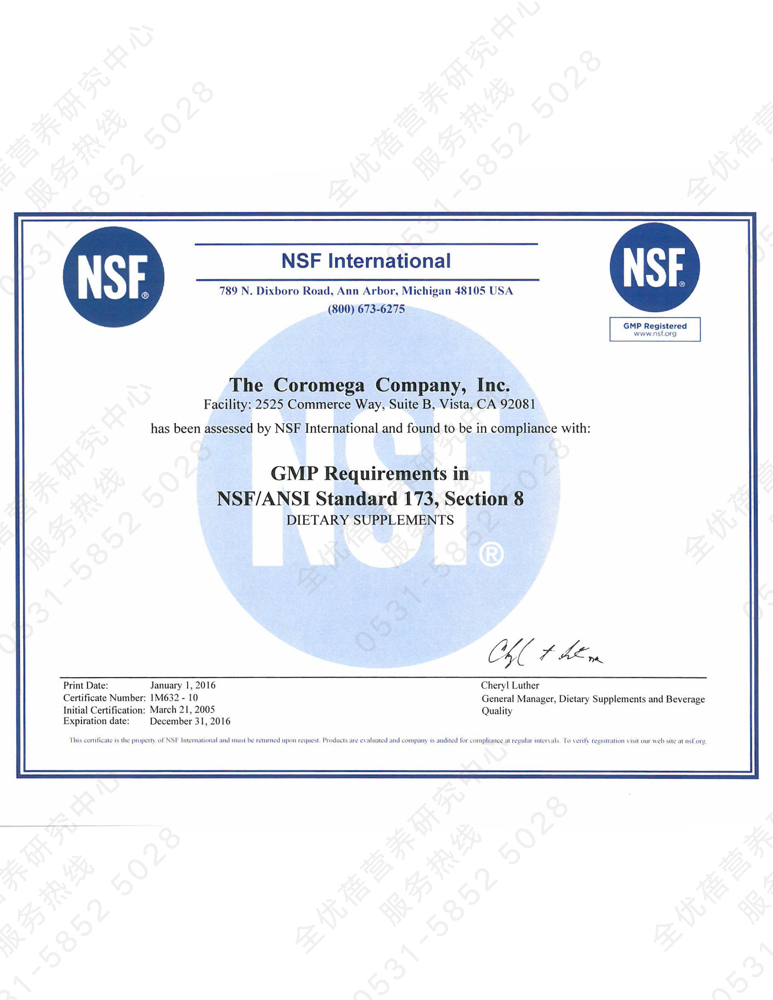 NSF®
NSF International
789 N. Dixboro Road, Ann Arbor, Michigan 48105 USA
(800) 673-6275
NSF®
GMP Registered
www.nsf.org
The Coromega Company, Inc.
Facility: 2525 Commerce Way, Suite B, Vista, CA 92081
has been assessed by NSF International and found to be in compliance with:
GMP Requirements in
NSF/ANSI Standard 173, Section 8
DIETARY SUPPLEMENTS
NSF®
Print Date: January 1, 2016
Certificate Number: 1M632 - 10
Initial Certification: March 21, 2005
Expiration date: December 31, 2016
Cheryl Luther
General Manager, Dietary Supplements and Beverage
Quality
This certificate is the property of NSF International and must be returned upon request. Products are evaluated and company is audited for compliance at regular intervals. To verify registration visit our web site at nsf.org.
全优蓓营养研究中心
服务热线
0531-5852 5028